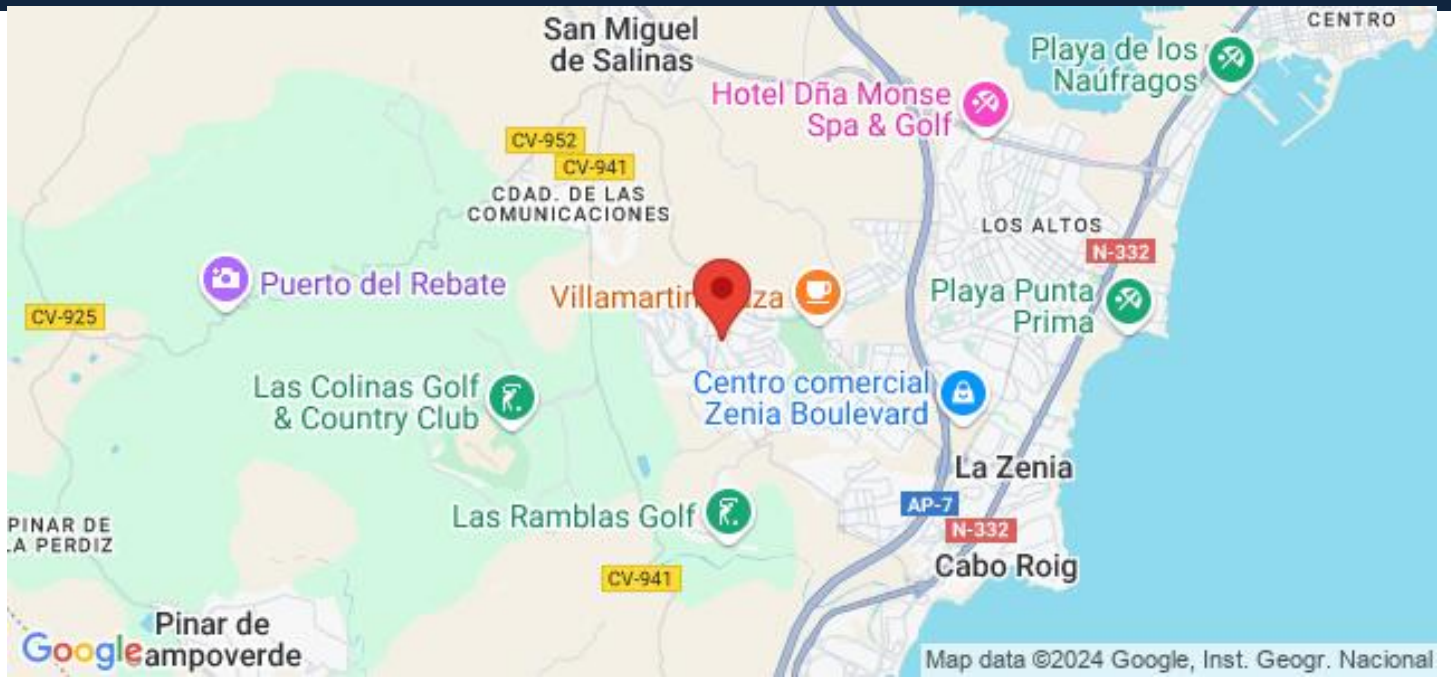 CENTRO
San Miguel
de Salinas
Playa de los
Naúfragos
Hotel Dña Monse
Spa & Golf
CV-952
CV-941
CDAD. DE LAS
COMUNICACIONES
LOS ALTOS
N-332
Puerto del Rebate
Villamartin
aza
Playa Punta
Prima
CV-925
Las Colinas Golf
& Country Club
Centro comercial
Zenia Boulevard
La Zenia
AP-7
N-332
Las Ramblas Golf
PINAR DE
LA PERDIZ
CV-941
Cabo Roig
Pinar de
ampoverde
Google
Map data ©2024 Google, Inst. Geogr. Nacional